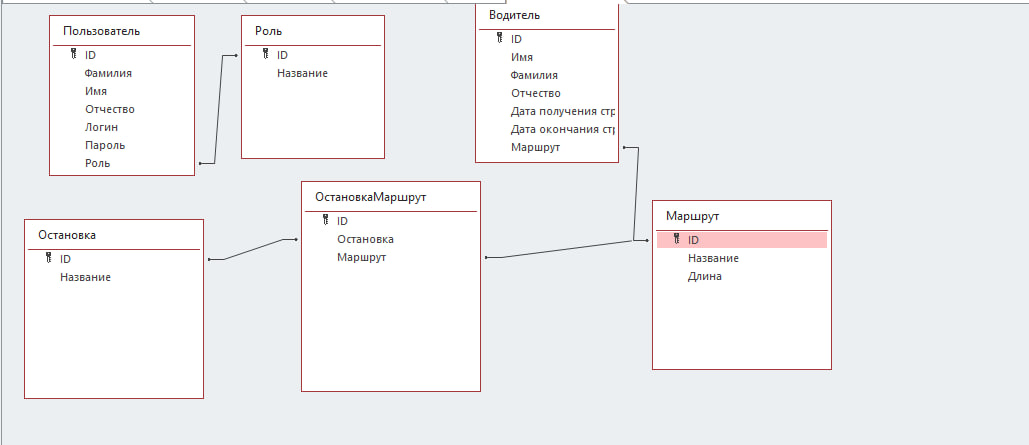 Пользователь
ID
Фамилия
Имя
Отчество
Логин
Пароль
Роль
Роль
ID
Название
Водитель
ID
Имя
Фамилия
Отчество
Дата получения стр
Дата окончания стр
Маршрут
Остановка
ID
Название
ОстановкаМаршрут
ID
Остановка
Маршрут
Маршрут
ID
Название
Длина